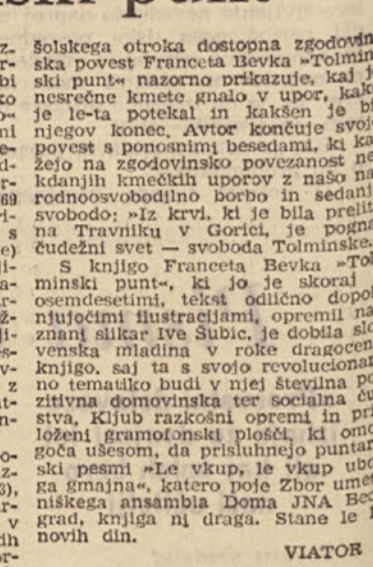 šolskega otroka dostopna zgodovin
ska povest Franceta Bevka »Tolmin
ski punt« nazorno prikazuje, kaj j
nesrečne kmete gnalo v upor, kak
je le-ta potekal in kakšen je bi
njegov konec. Avtor končuje svoj
povest s ponosnimi besedami, ki ka
žejo na zgodovinsko povezanost ne
kdanjih kmečkih uporov z našo na
rodnoosvobodilno borbo in sedanj
svobodo: »Iz krvi, ki je bila prelit
na Travniku v Gorici, je pogna
čudežni svet — svoboda Tolminske.
S knjigo Franceta Bevka »Tol
minski punt«, ki jo je skoraj
osemdesetimi, tekst odlično dopol
njujočimi ilustracijami, opremil na
znani slikar Ive Šubic, je dobila slo
venska mladina v roke dragocen
knjigo, saj ta s svojo revolucionar
no tematiko budi v njej številna po
zitivna domovinska ter socialna ču
stva. Kljub razkošni opremi in pri
loženi gramofonski plošči, ki omo
goča ušesom, da prisluhnejo puntar
ski pesmi »Le vkup, le vkup ubo
ga gmajna«, katero poje Zbor umet
niškega ansambla Doma JNA Beo
grad, knjiga ni draga. Stane le
novih din.
VIATOR